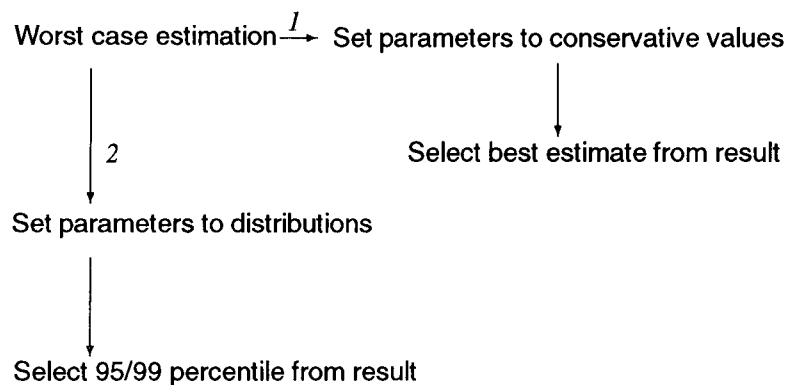 Worst case estimation
1
Set parameters to conservative values
2
Select best estimate from result
Set parameters to distributions
Select 95/99 percentile from result